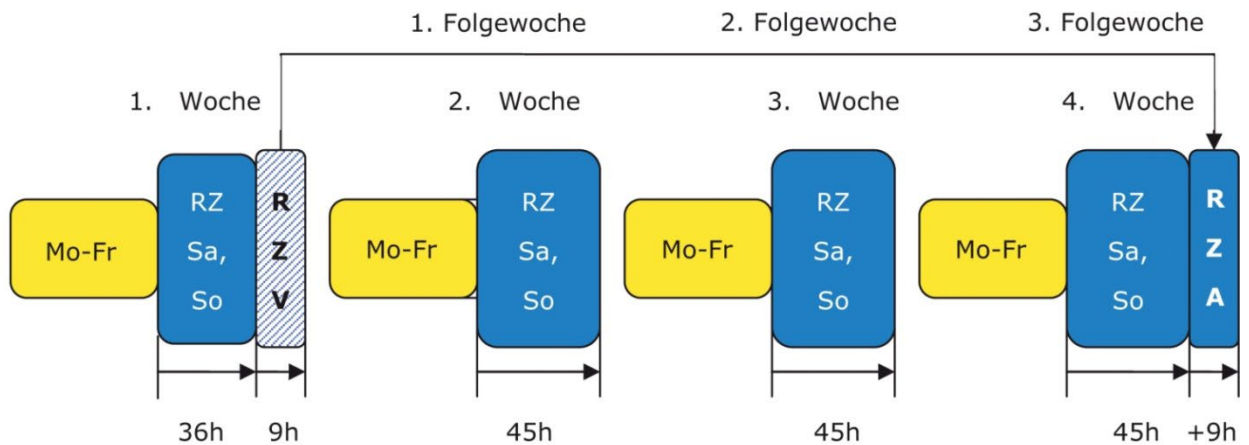 1. Folgewoche 2. Folgewoche 3. Folgewoche
1. Woche 2. Woche 3. Woche 4. Woche
Mo-Fr
RZ
Sa,
So
R
Z
V
Mo-Fr
RZ
Sa,
So
Mo-Fr
RZ
Sa,
So
Mo-Fr
RZ
Sa,
So
R
Z
A
36h 9h 45h 45h 45h +9h